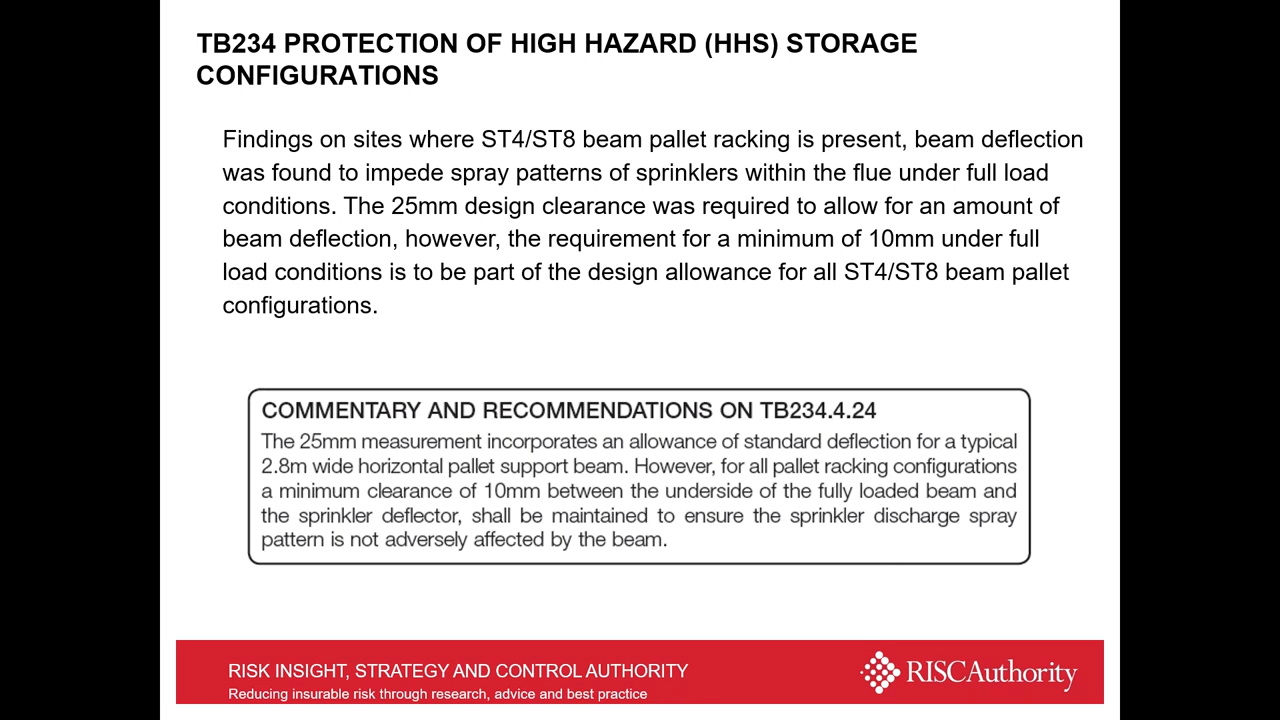 TB234 PROTECTION OF HIGH HAZARD (HHS) STORAGE
CONFIGURATIONS
Findings on sites where ST4/ST8 beam pallet racking is present, beam deflection
was found to impede spray patterns of sprinklers within the flue under full load
conditions. The 25mm design clearance was required to allow for an amount of
beam deflection, however, the requirement for a minimum of 10mm under full
load conditions is to be part of the design allowance for all ST4/ST8 beam pallet
configurations.
COMMENTARY AND RECOMMENDATIONS ON TB234.4.24
The 25mm measurement incorporates an allowance of standard deflection for a typical
2.8m wide horizontal pallet support beam. However, for all pallet racking configurations
a minimum clearance of 10mm between the underside of the fully loaded beam and
the sprinkler deflector, shall be maintained to ensure the sprinkler discharge spray
pattern is not adversely affected by the beam.
RISK INSIGHT, STRATEGY AND CONTROL AUTHORITY
Reducing insurable risk through research, advice and best practice
RISCAuthority